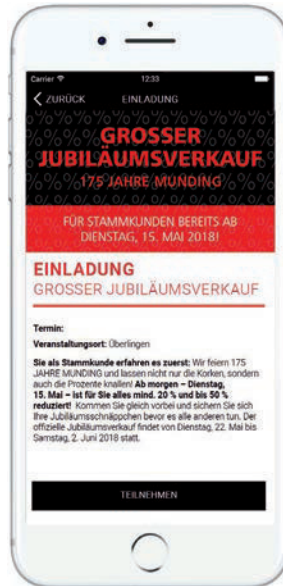 Carrier 12:33
ZURÜCK EINLADUNG
GROSSER
JUBILÄUMSVERKAUF
175 JAHRE MUNDING
FÜR STAMMKUNDEN BEREITS AB
DIENSTAG, 15. MAI 2018!
EINLADUNG
GROSSER JUBILÄUMSVERKAUF
Termin:
Veranstaltungsort: Überlingen
Sie als Stammkunde erfahren es zuerst: Wir feiern 175
JAHRE MUNDING und lassen nicht nur die Korken, sondern
auch die Prozente knallen! Ab morgen – Dienstag,
15. Mai – ist für Sie alles mind. 20 % und bis 50 %
reduziert! Kommen Sie gleich vorbei und sichern Sie sich
Ihre Jubiläumsschnäppchen bevor es alle anderen tun. Der
offizielle Jubiläumsverkauf findet von Dienstag, 22. Mai bis
Samstag, 2. Juni 2018 statt.
TEILNEHMEN